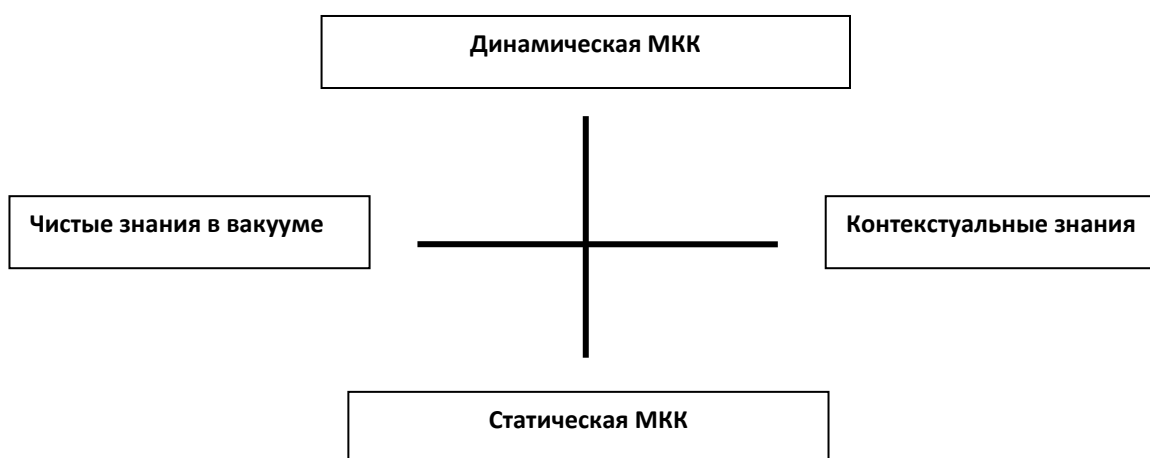 Динамическая МКК
Чистые знания в вакууме
Контекстуальные знания
Статическая МКК